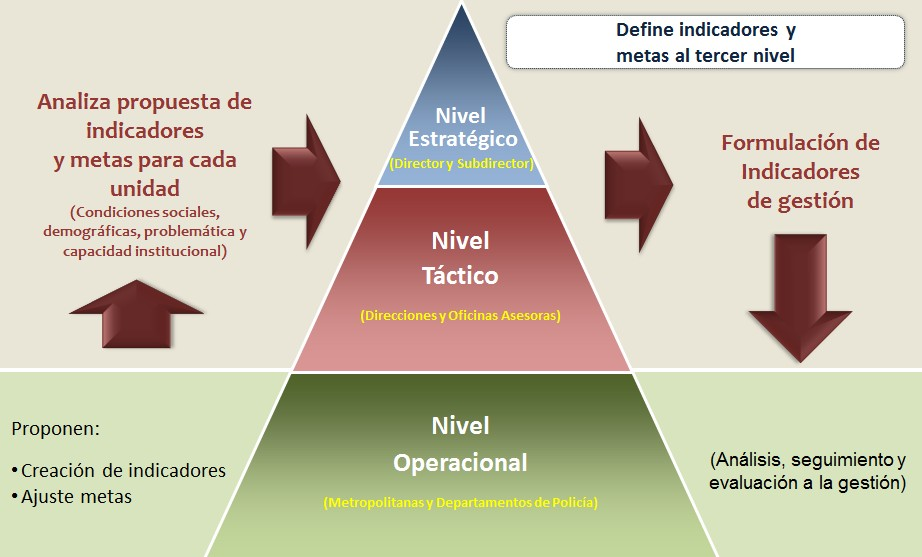 Define indicadores y
metas al tercer nivel
Analiza propuesta de
indicadores
y metas para cada
unidad
(Condiciones sociales,
demográficas, problemática y
capacidad institucional)
Nivel
Estratégico
(Director y Subdirector)
Formulación de
Indicadores
de gestión
Nivel
Táctico
(Direcciones y Oficinas Asesoras)
Proponen:
• Creación de indicadores
• Ajuste metas
Nivel
Operacional
(Metropolitanas y Departamentos de Policía)
(Análisis, seguimiento y
evaluación a la gestión)